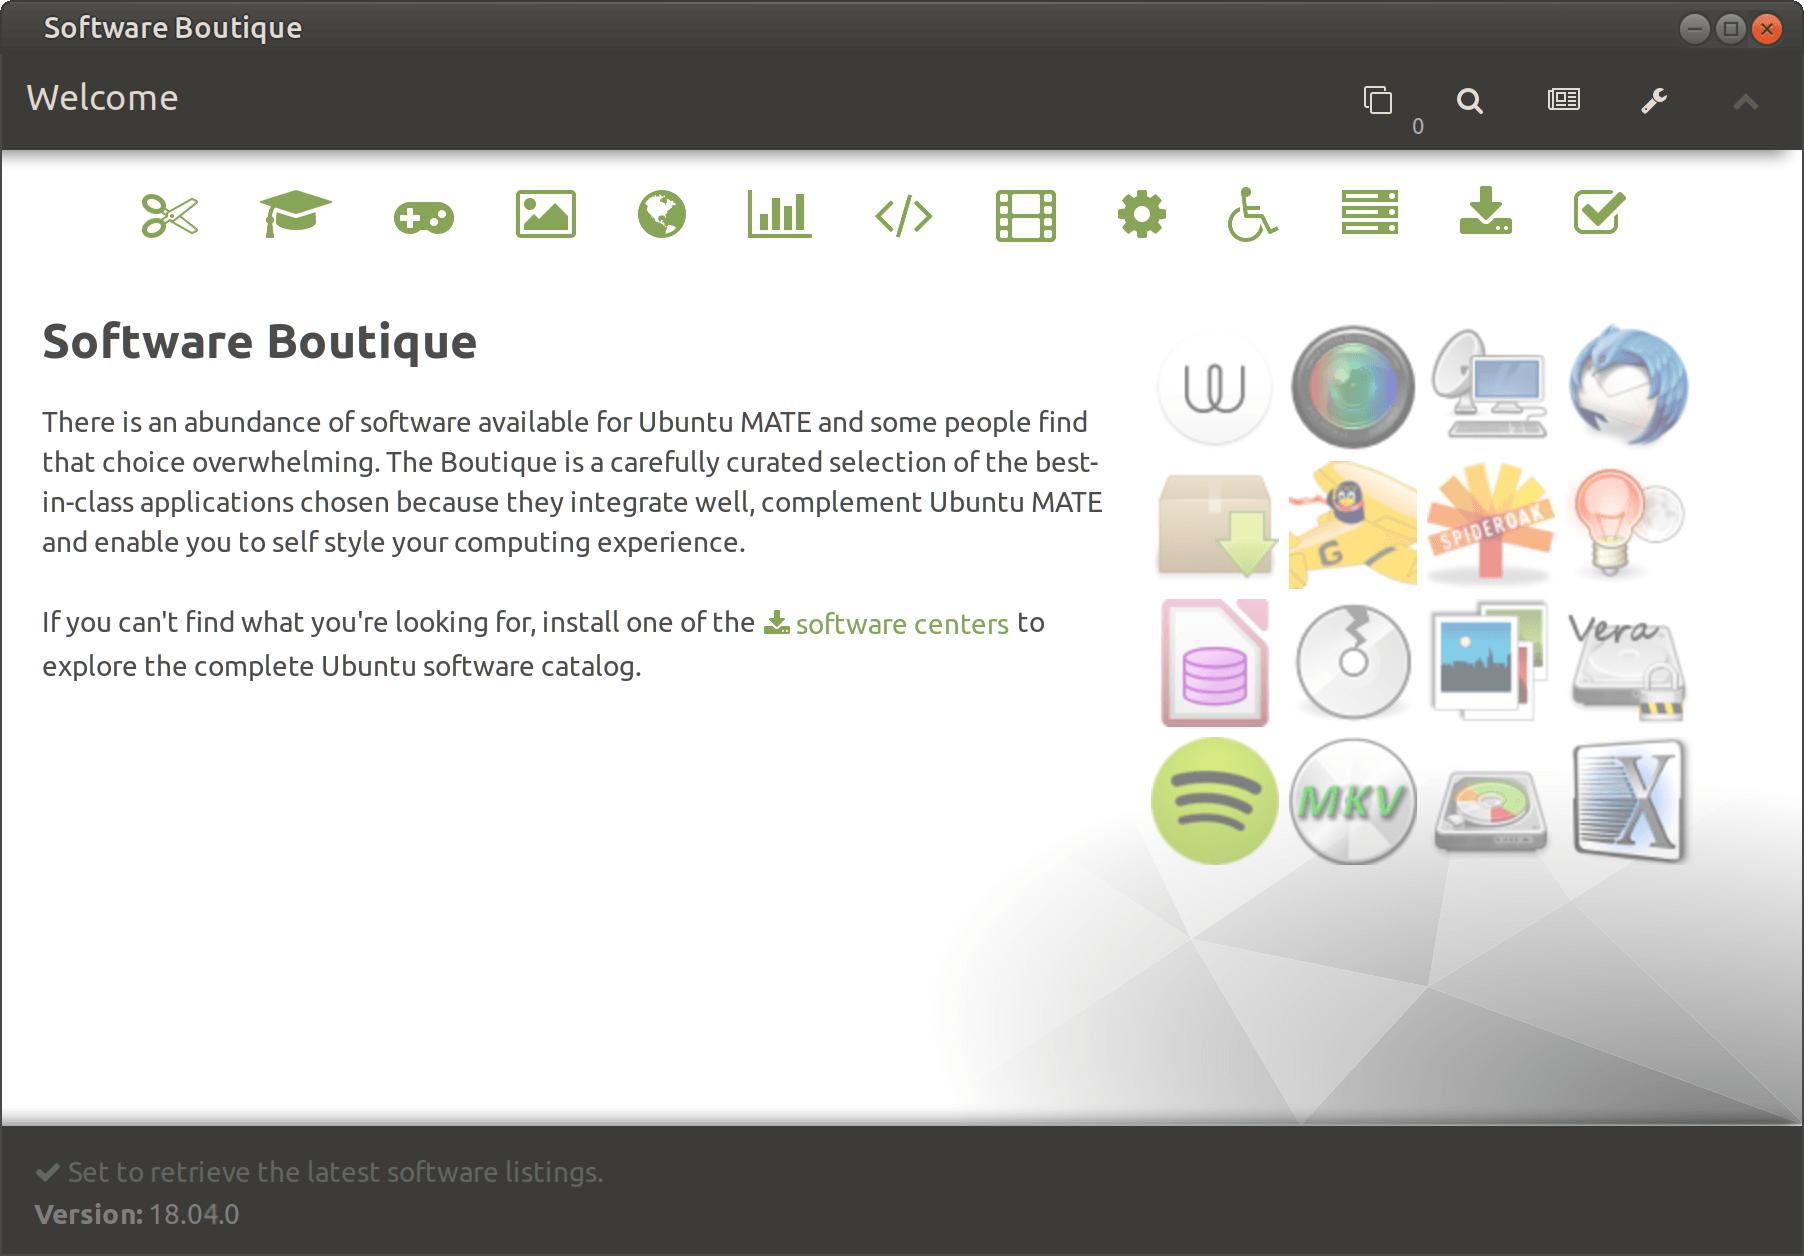 Software Boutique
Welcome
0
Software Boutique
There is an abundance of software available for Ubuntu MATE and some people find
that choice overwhelming. The Boutique is a carefully curated selection of the best-
in-class applications chosen because they integrate well, complement Ubuntu MATE
and enable you to self style your computing experience.
If you can't find what you're looking for, install one of the software centers to
explore the complete Ubuntu software catalog.
G
SPIDEROAK
Vera
MKV
X
Set to retrieve the latest software listings.
Version: 18.04.0